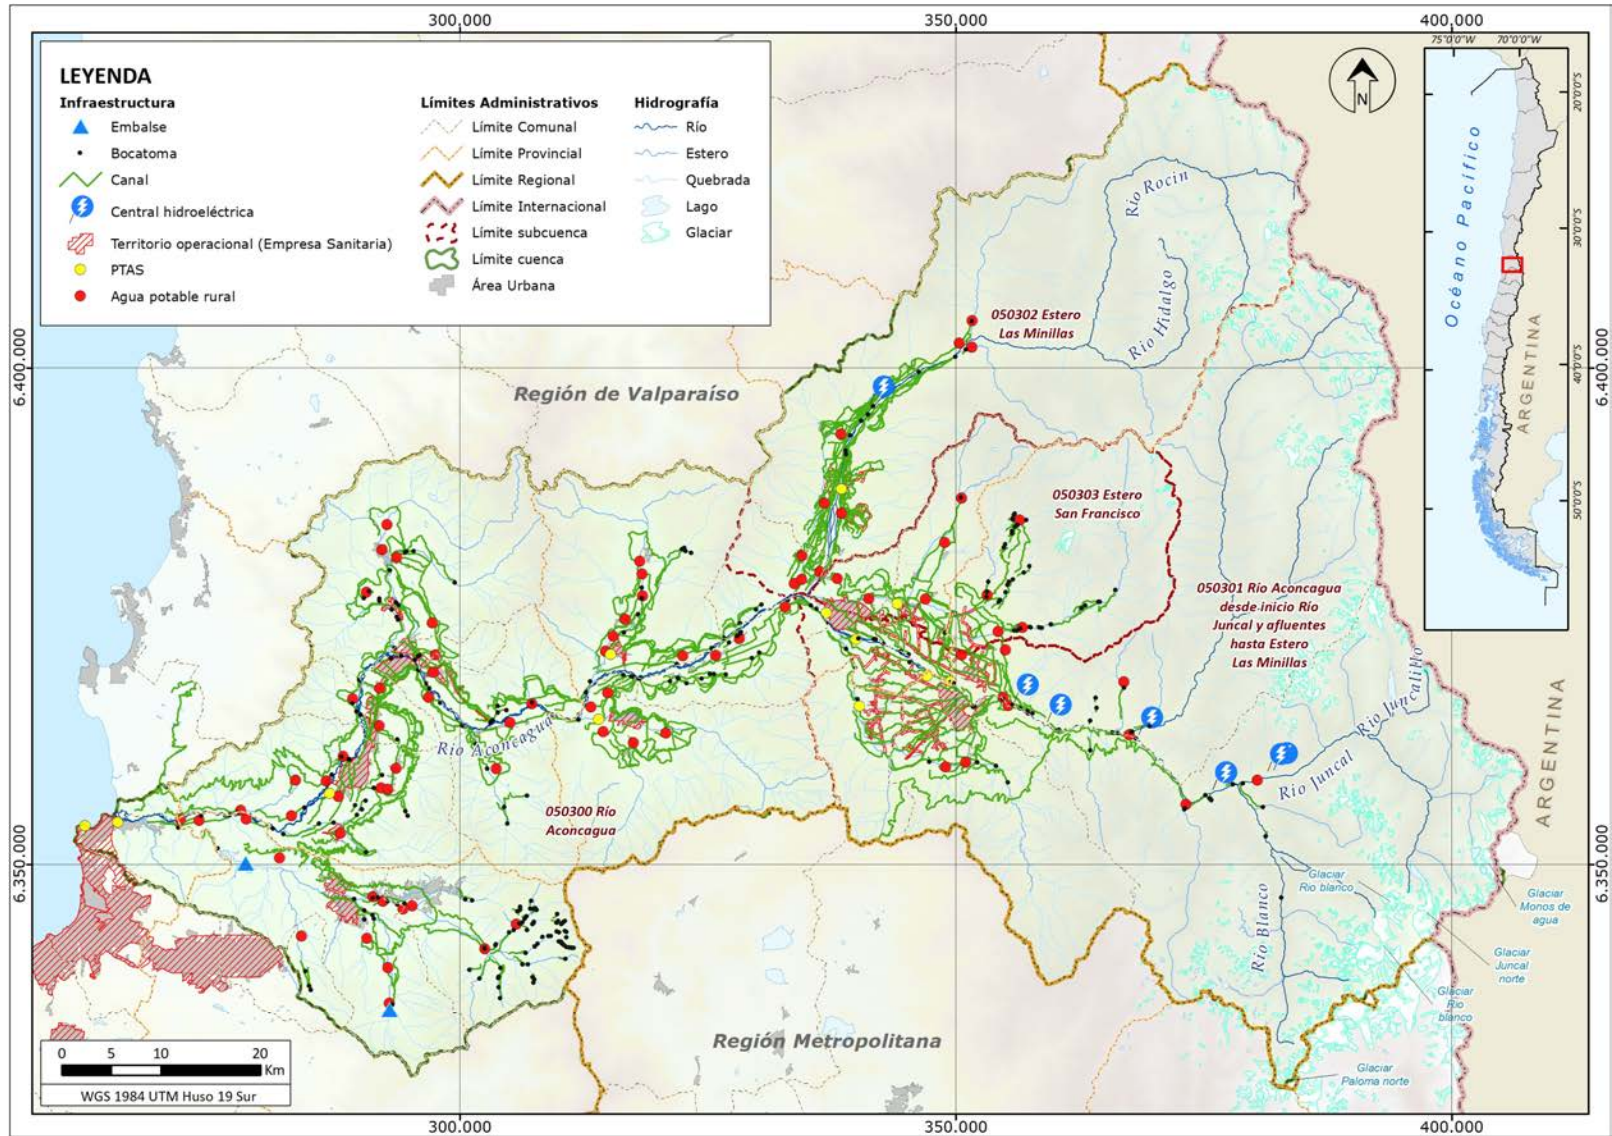 300.000
350.000
400.000
75°0'0"W
70°0'0"W
LEYENDA
Infraestructura
Embalse
Bocatoma
Canal
Central hidroeléctrica
Territorio operacional (Empresa Sanitaria)
PTAS
Agua potable rural
Límites Administrativos
Límite Comunal
Límite Provincial
Límite Regional
Límite Internacional
Límite subcuenca
Límite cuenca
Área Urbana
Hidrografía
Río
Estero
Quebrada
Lago
Glaciar
N
Océano Pacífico
ARGENTINA
20°0'0"S
30°0'0"S
40°0'0"S
50°0'0"S
Río Rocin
Río Hidalgo
050302 Estero
Las Minillas
6.400.000
6.400.000
Región de Valparaíso
050303 Estero
San Francisco
050301 Río Aconcagua
desde inicio Río
Juncal y afluentes
hasta Estero
Las Minillas
Río Juncalillo
Río Juncal
Río Aconcagua
ARGENTINA
050300 Río
Aconcagua
6.350.000
6.350.000
Glaciar
Rio blanco
Glaciar
Monos de
agua
Río Blanco
Glaciar
Juncal
norte
Glaciar
Rio
blanco
Región Metropolitana
Glaciar
Paloma norte
0 5 10 20
Km
WGS 1984 UTM Huso 19 Sur
300.000
350.000
400.000